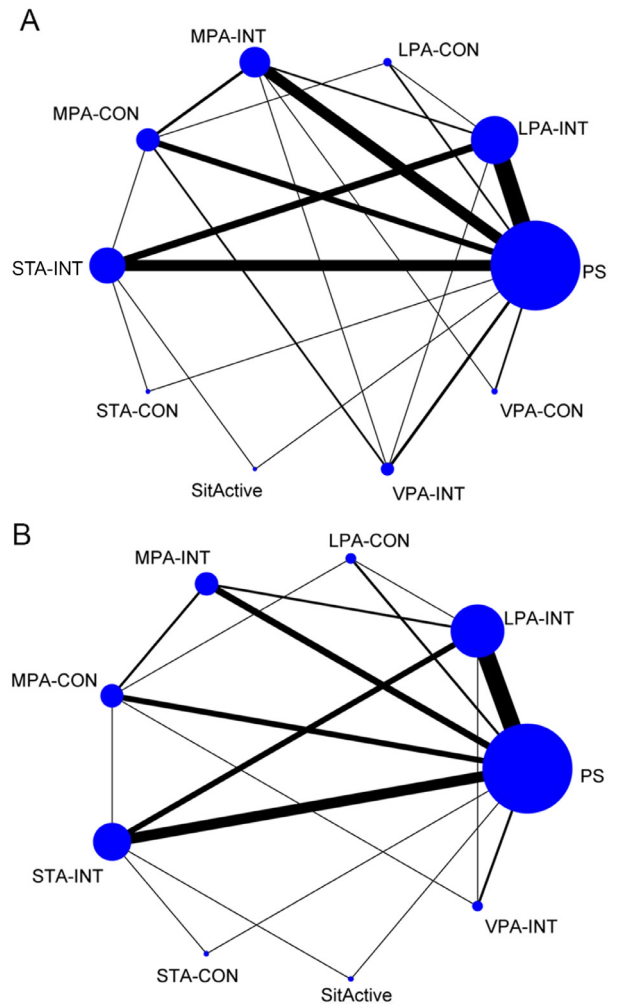 A
MPA-INT
LPA-CON
MPA-CON
LPA-INT
STA-INT
PS
STA-CON
VPA-CON
SitActive
VPA-INT
B
LPA-CON
MPA-INT
LPA-INT
MPA-CON
PS
STA-INT
VPA-INT
STA-CON
SitActive